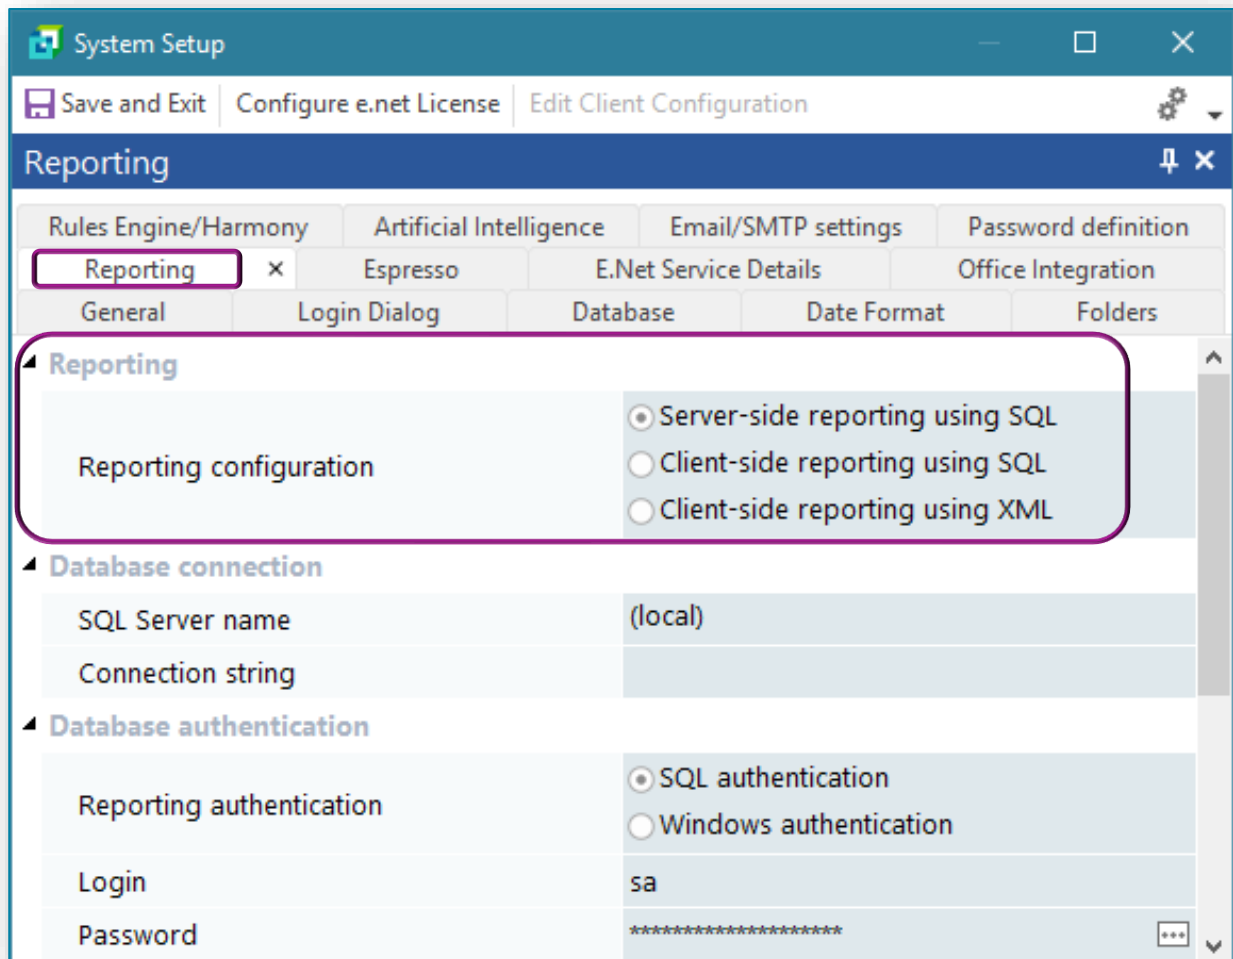 System Setup
Save and Exit Configure e.net License Edit Client Configuration
Reporting
Rules Engine/Harmony Artificial Intelligence Email/SMTP settings Password definition
Reporting Espresso E.Net Service Details Office Integration
General Login Dialog Database Date Format Folders
Reporting
Server-side reporting using SQL
Reporting configuration
Client-side reporting using SQL
Client-side reporting using XML
Database connection
SQL Server name (local)
Connection string
Database authentication
SQL authentication
Reporting authentication
Windows authentication
Login sa
Password ********************